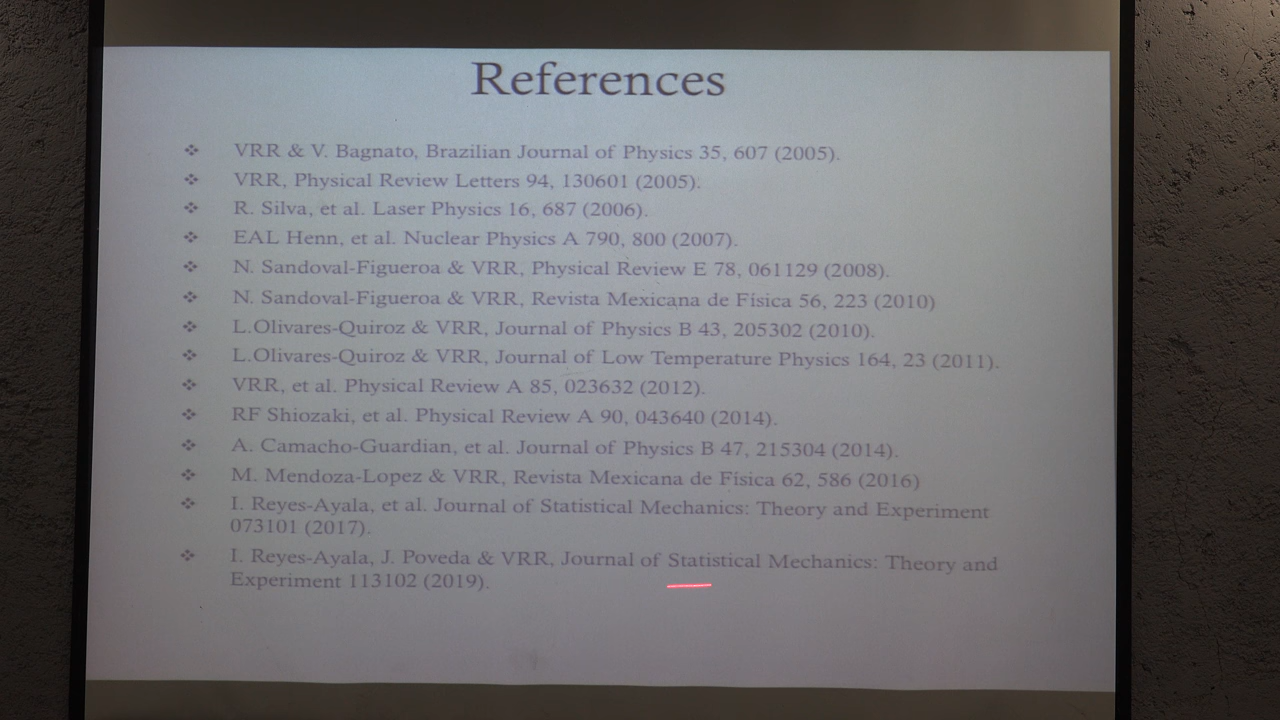 References
❖ VRR & V. Bagnato, Brazilian Journal of Physics 35, 607 (2005).
❖ VRR, Physical Review Letters 94, 130601 (2005).
❖ R. Silva, et al. Laser Physics 16, 687 (2006).
❖ EAL Henn, et al. Nuclear Physics A 790, 800 (2007).
❖ N. Sandoval-Figueroa & VRR, Physical Review E 78, 061129 (2008).
❖ N. Sandoval-Figueroa & VRR, Revista Mexicana de Física 56, 223 (2010)
❖ L.Olivares-Quiroz & VRR, Journal of Physics B 43, 205302 (2010).
❖ L.Olivares-Quiroz & VRR, Journal of Low Temperature Physics 164, 23 (2011).
❖ VRR, et al. Physical Review A 85, 023632 (2012).
❖ RF Shiozaki, et al. Physical Review A 90, 043640 (2014).
❖ A. Camacho-Guardian, et al. Journal of Physics B 47, 215304 (2014).
❖ M. Mendoza-Lopez & VRR, Revista Mexicana de Física 62, 586 (2016)
❖ I. Reyes-Ayala, et al. Journal of Statistical Mechanics: Theory and Experiment
073101 (2017).
❖ I. Reyes-Ayala, J. Poveda & VRR, Journal of Statistical Mechanics: Theory and
Experiment 113102 (2019).